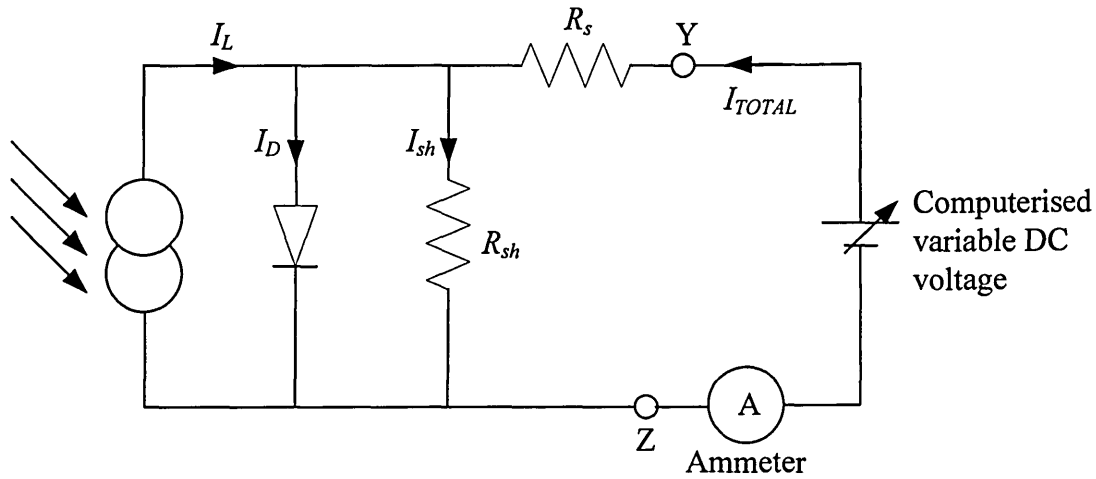 R_s
I_L
Y
I_TOTAL
I_D
I_sh
R_sh
Computerised
variable DC
voltage
A
Z
Ammeter